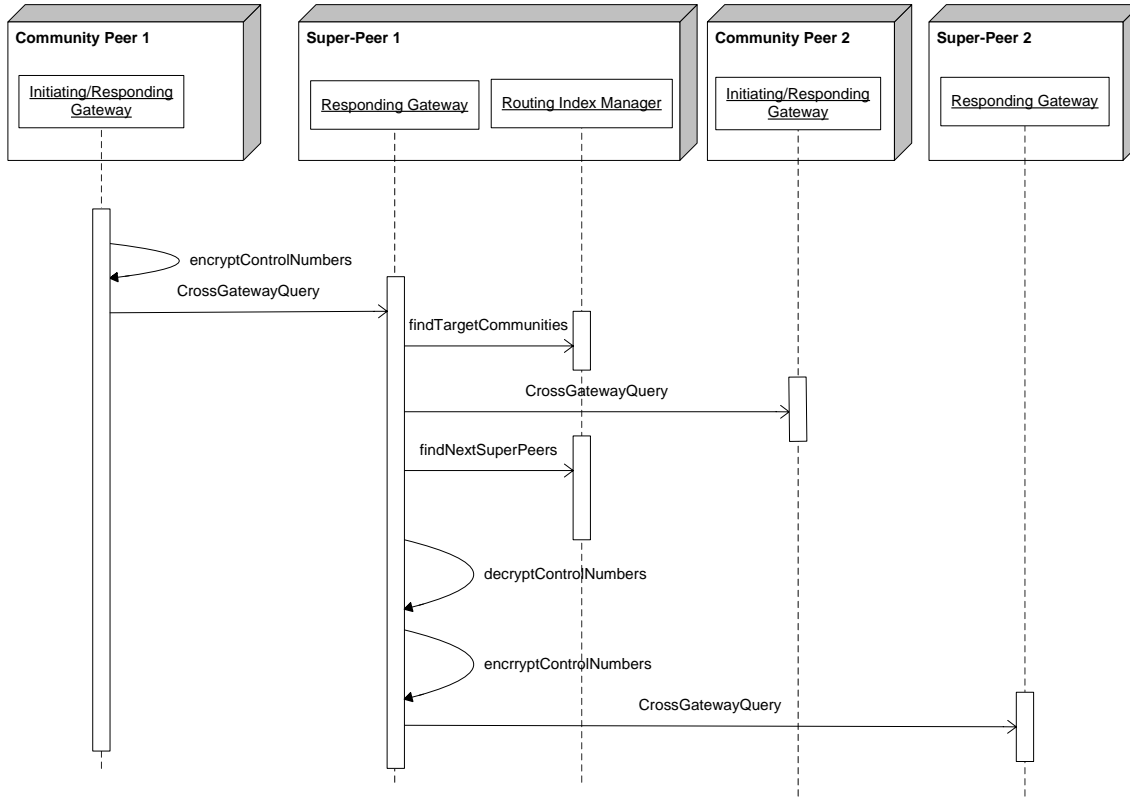 Community Peer 1
Super-Peer 1
Community Peer 2
Super-Peer 2
Initiating/Responding
Gateway
Responding Gateway
Routing Index Manager
Initiating/Responding
Gateway
Responding Gateway
encryptControlNumbers
CrossGatewayQuery
findTargetCommunities
CrossGatewayQuery
findNextSuperPeers
decryptControlNumbers
encrryptControlNumbers
CrossGatewayQuery